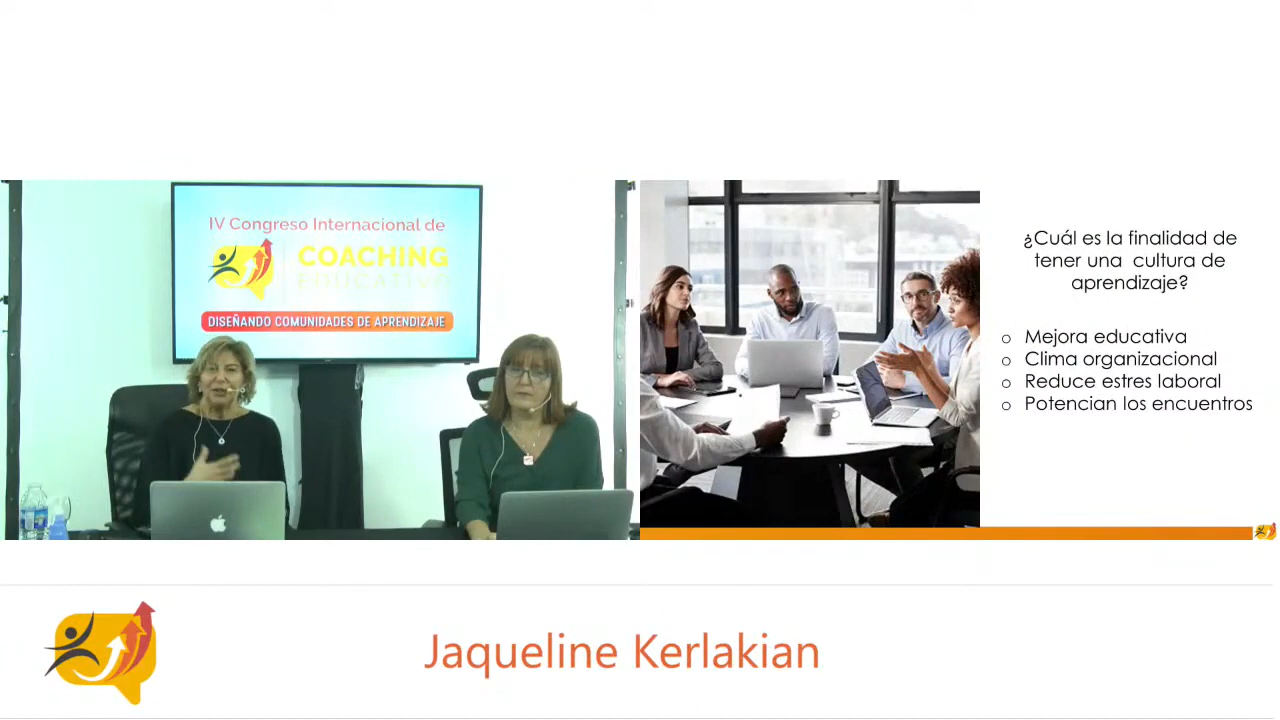 IV Congreso Internacional de
COACHING
EDUCATIVO
DISEÑANDO COMUNIDADES DE APRENDIZAJE
¿Cuál es la finalidad de
tener una cultura de
aprendizaje?
o Mejora educativa
o Clima organizacional
o Reduce estres laboral
o Potencian los encuentros
Jaqueline Kerlakian